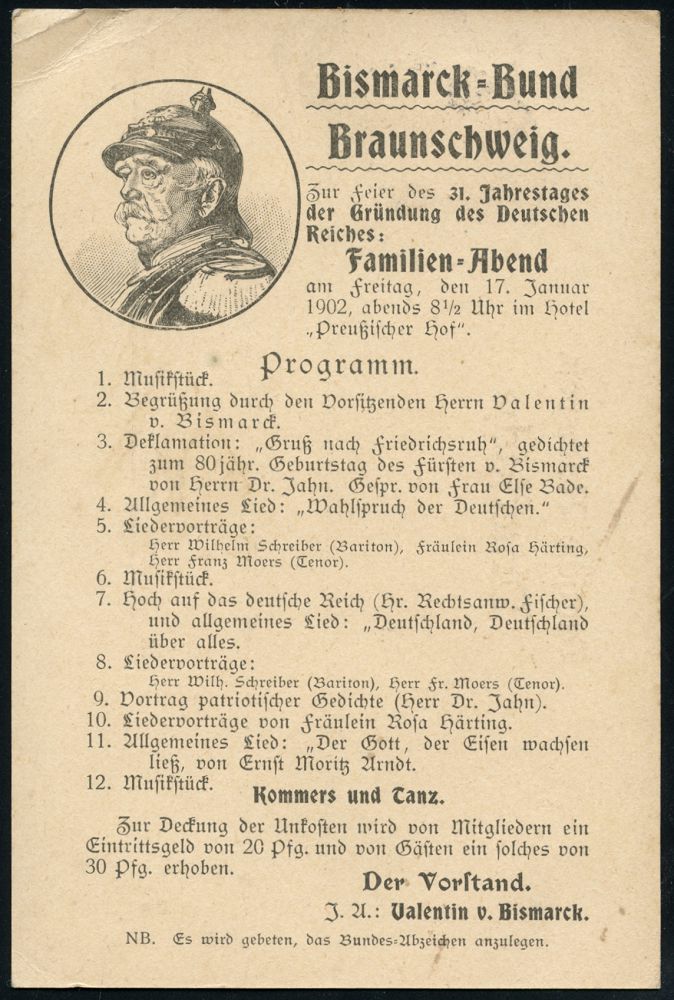 Bismarck=Bund
Braunschweig.
Zur Feier des 31. Jahrestages
der Gründung des Deutschen
Reiches:
Familien=Abend
am Freitag, den 17. Januar
1902, abends 8½ Uhr im Hotel
„Preußischer Hof“.
Programm.
1. Musikstück.
2. Begrüßung durch den Vorsitzenden Herrn Valentin
v. Bismarck.
3. Deklamation: „Gruß nach Friedrichsruh“, gedichtet
zum 80jähr. Geburtstag des Fürsten v. Bismarck
von Herrn Dr. Jahn. Gespr. von Frau Else Bade.
4. Allgemeines Lied: „Wahlspruch der Deutschen.“
5. Liedervorträge:
Herr Wilhelm Schreiber (Bariton), Fräulein Rosa Härting,
Herr Franz Moers (Tenor).
6. Musikstück.
7. Hoch auf das deutsche Reich (Hr. Rechtsanw. Fischer),
und allgemeines Lied: „Deutschland, Deutschland
über alles.
8. Liedervorträge:
Herr Wilh. Schreiber (Bariton), Herr Fr. Moers (Tenor).
9. Vortrag patriotischer Gedichte (Herr Dr. Jahn).
10. Liedervorträge von Fräulein Rosa Härting.
11. Allgemeines Lied: „Der Gott, der Eisen wachsen
ließ, von Ernst Moritz Arndt.
12. Musikstück.
Kommers und Tanz.
Zur Deckung der Unkosten wird von Mitgliedern ein
Eintrittsgeld von 20 Pfg. und von Gästen ein solches von
30 Pfg. erhoben.
Der Vorstand.
J. A.: Valentin v. Bismarck.
NB. Es wird gebeten, das Bundes=Abzeichen anzulegen.